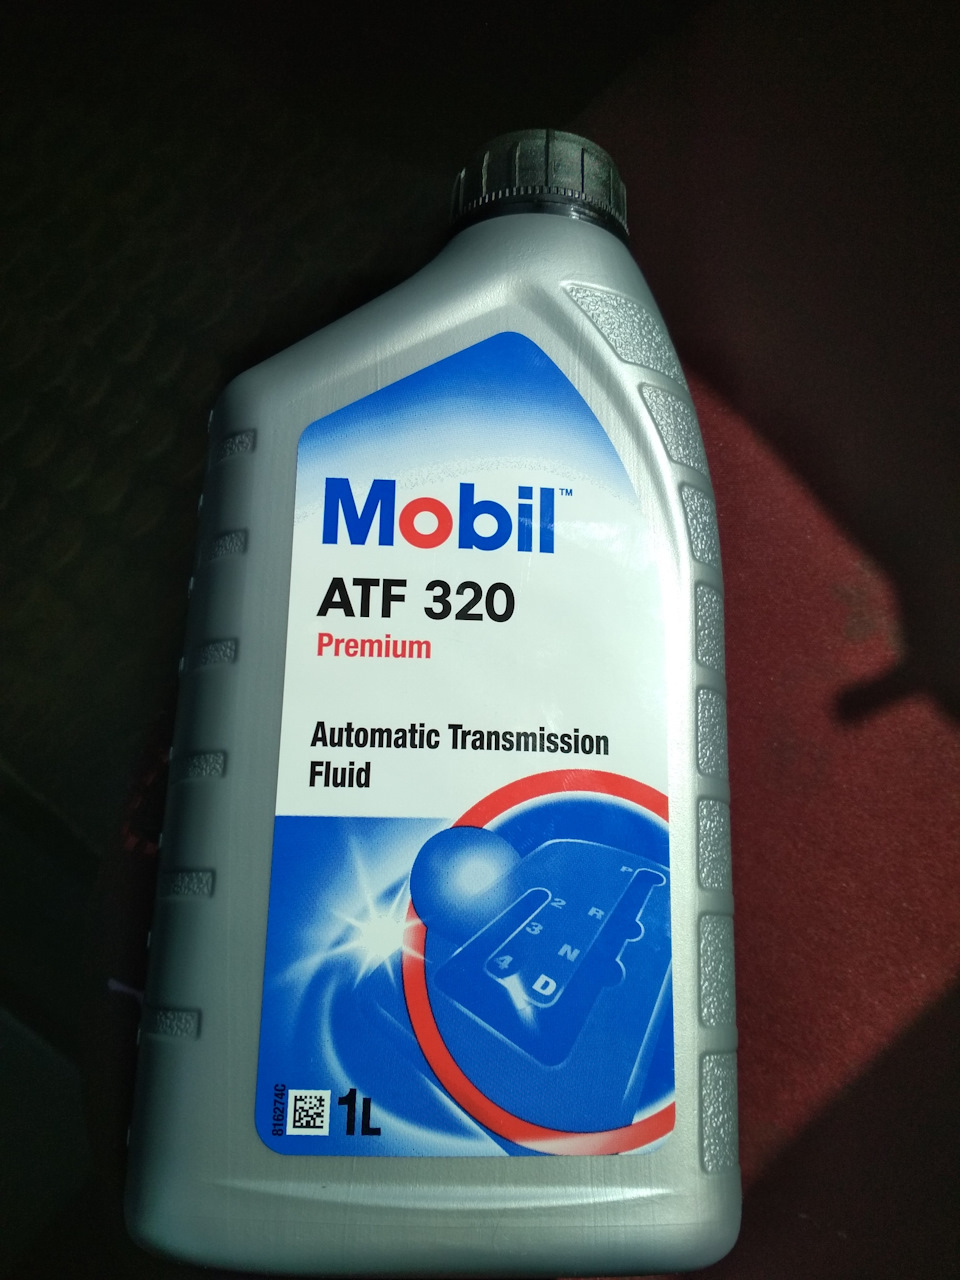 Mobil™
ATF 320
Premium
Automatic Transmission
Fluid
P
2 R
3 N
4 D
816274C
1L